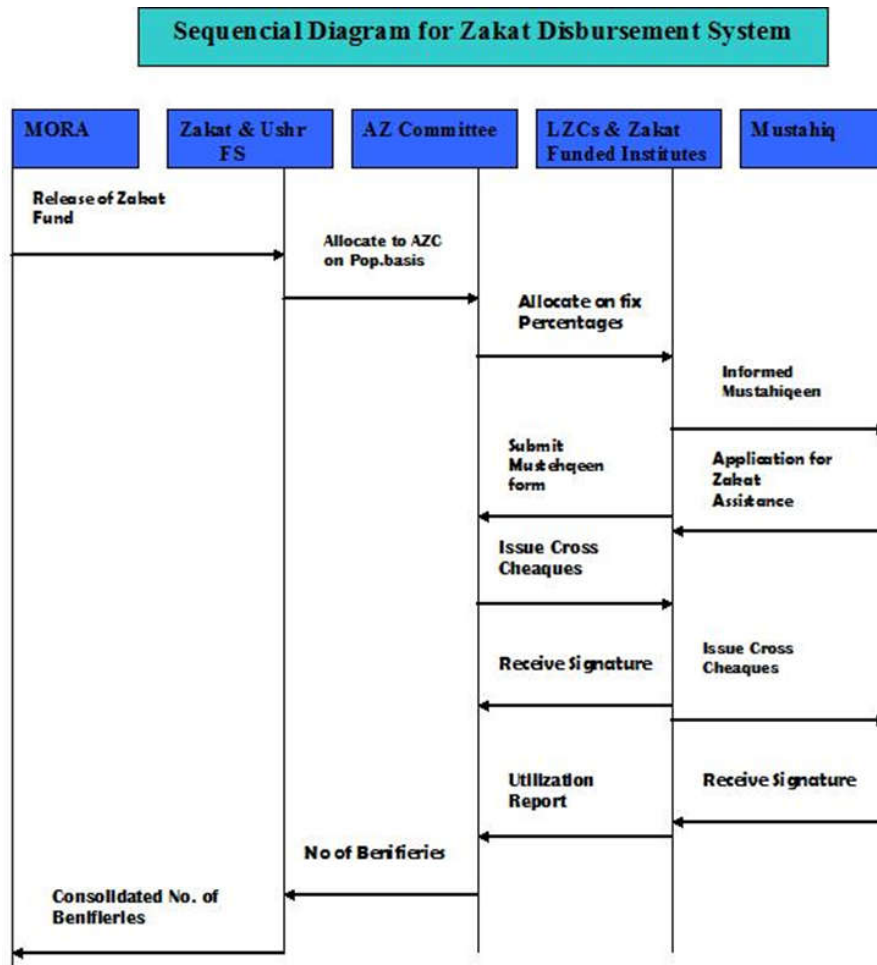 Sequencial Diagram for Zakat Disbursement System
MORA
Zakat & Ushr
FS
AZ Committee
LZCs & Zakat
Funded Institutes
Mustahiq
Release of Zakat
Fund
Allocate to AZC
on Pop.basis
Allocate on fix
Percentages
Informed
Mustahiqeen
Submit
Mustehqeen
form
Application for
Zakat
Assistance
Issue Cross
Cheaques
Receive Signature
Issue Cross
Cheaques
Utilization
Report
Receive Signature
No of Benifieries
Consolidated No. of
Benifieries